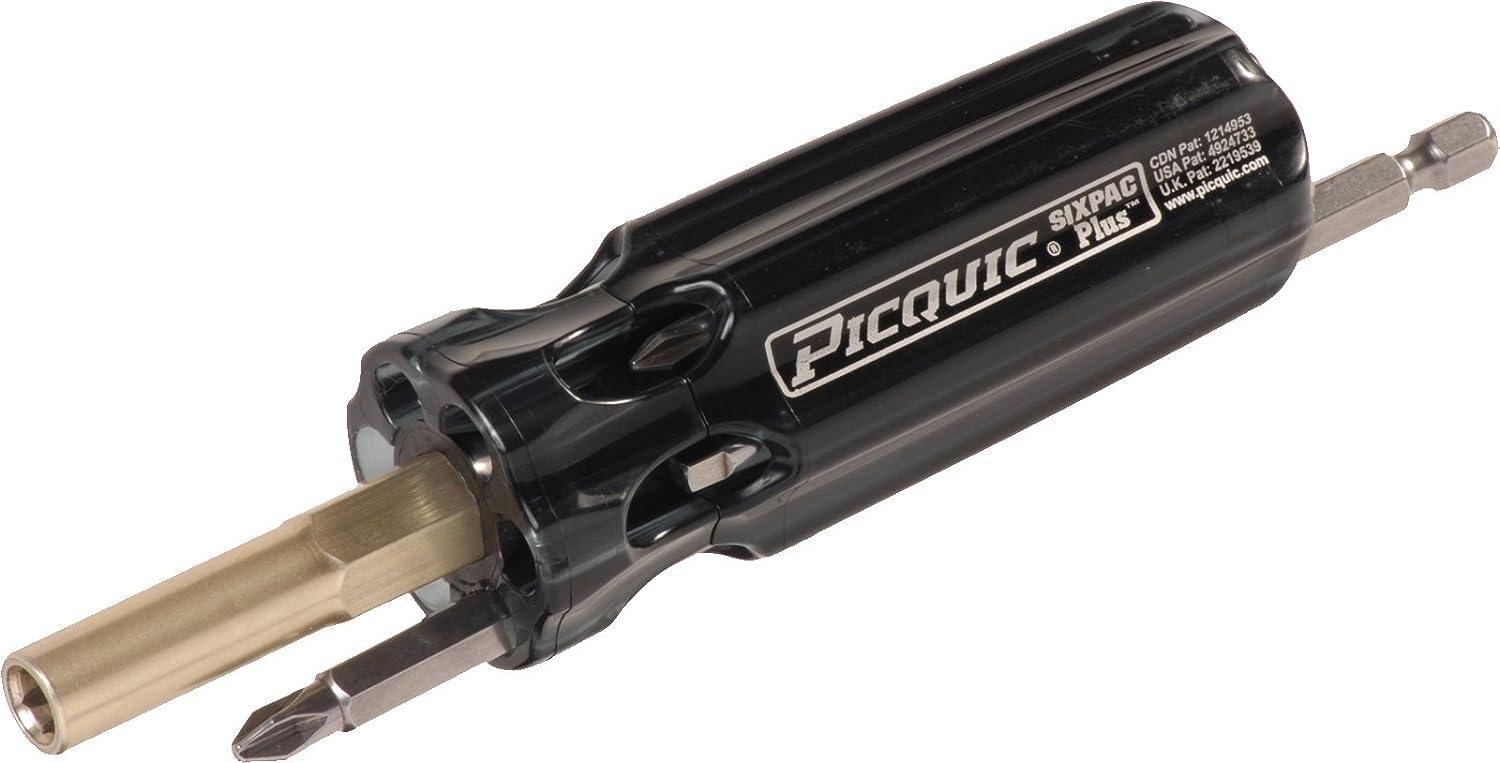 PICQUIC®
SIXPAC
Plus™
CDN Pat: 1214953
USA Pat: 4924733
U.K. Pat: 2219539
www.picquic.com